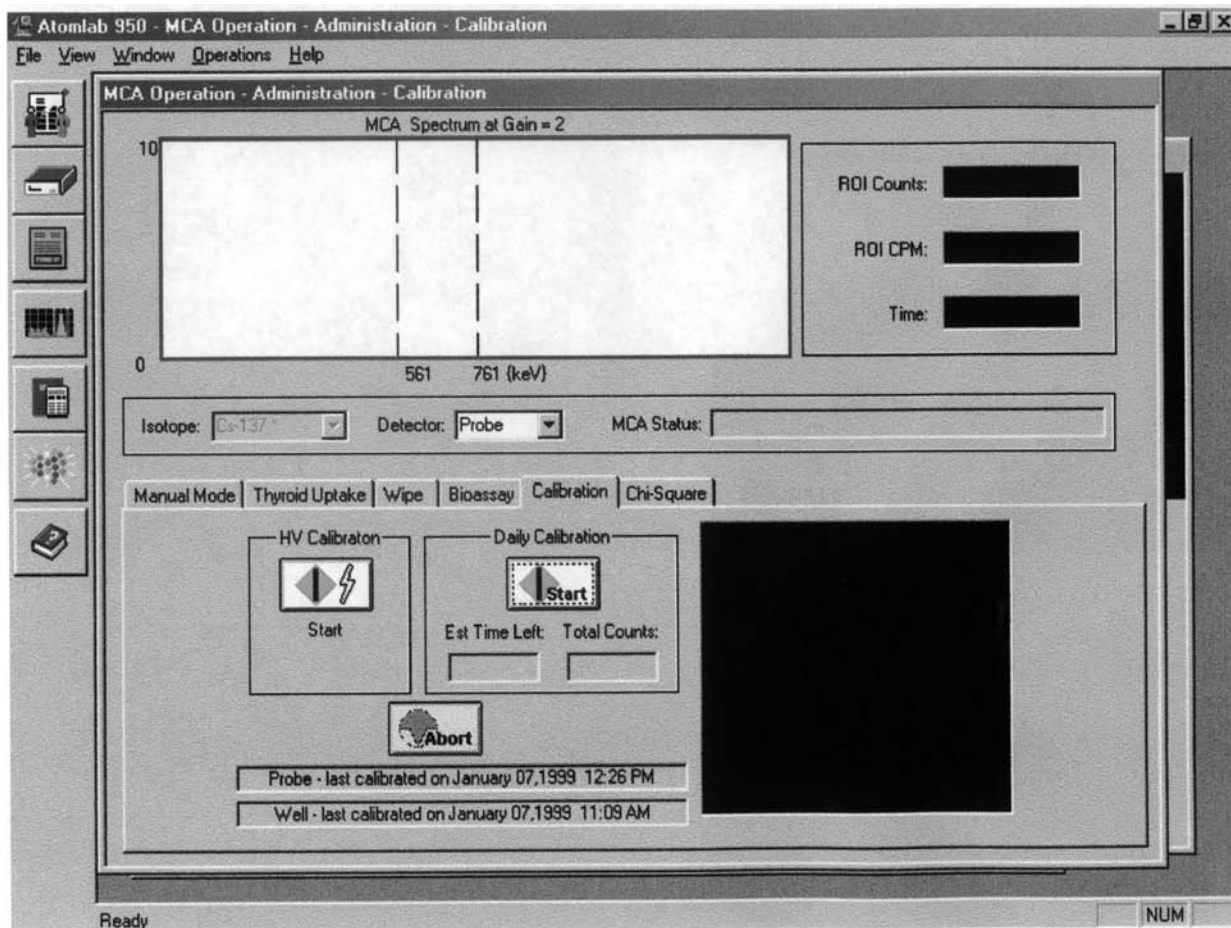 Atomlab 950 - MCA Operation - Administration - Calibration
File View Window Operations Help
MCA Operation - Administration - Calibration
MCA Spectrum at Gain = 2
10
0
561 761 {keV}
ROI Counts:
ROI CPM:
Time:
Isotope: Cs-137 * Detector: Probe MCA Status:
Manual Mode Thyroid Uptake Wipe Bioassay Calibration Chi-Square
HV Calibraton Daily Calibration
Start
Start
Est Time Left: Total Counts:
Abort
Probe - last calibrated on January 07,1999 12:26 PM
Well - last calibrated on January 07,1999 11:09 AM
Ready NUM